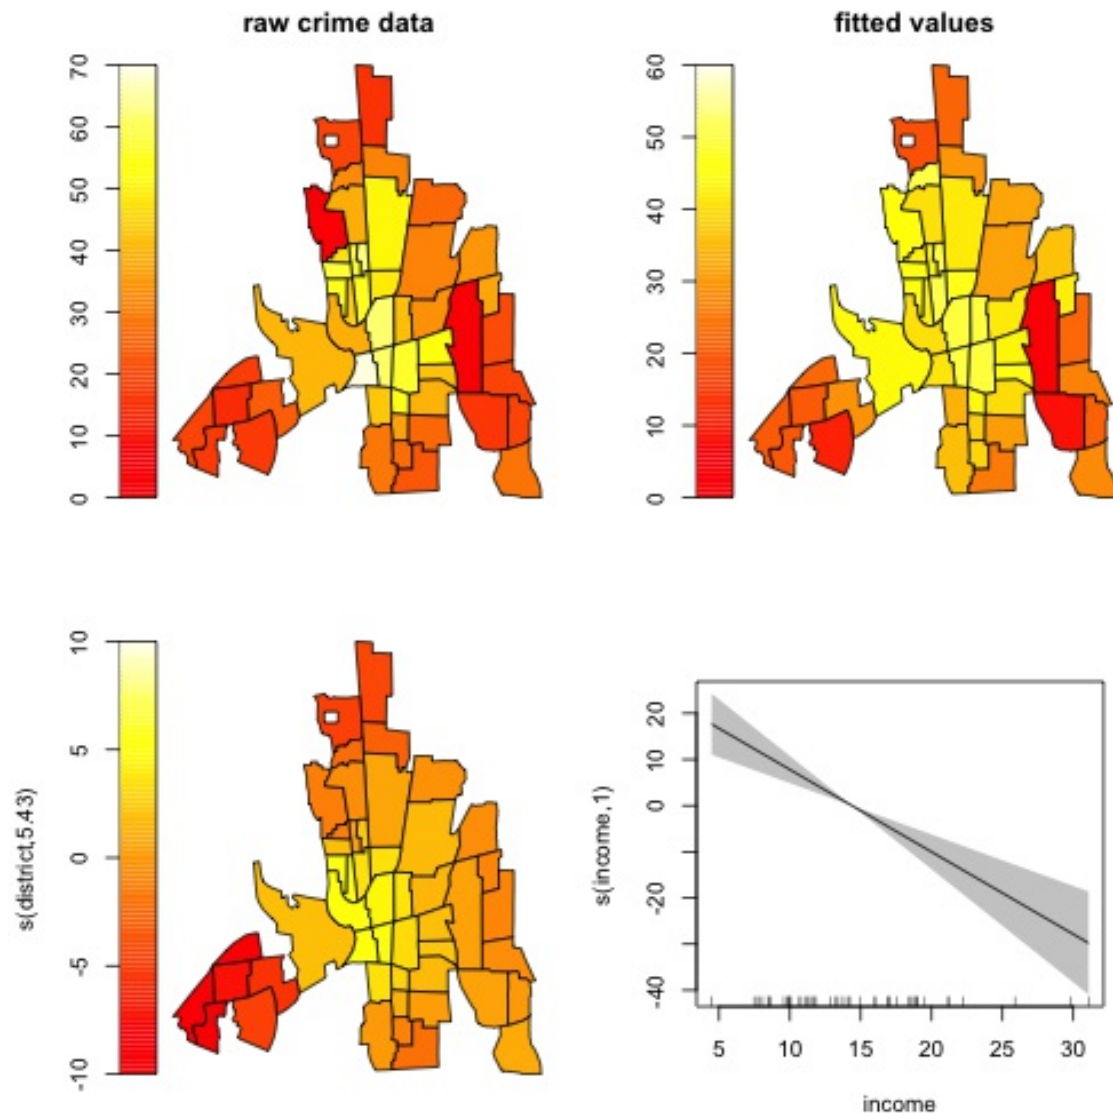 raw crime data
0 10 20 30 40 50 60 70
fitted values
0 10 20 30 40 50 60
s(district,5.43)
-10 -5 0 5 10
s(income,1)
-40 -20 0 10 20
5 10 15 20 25 30
income